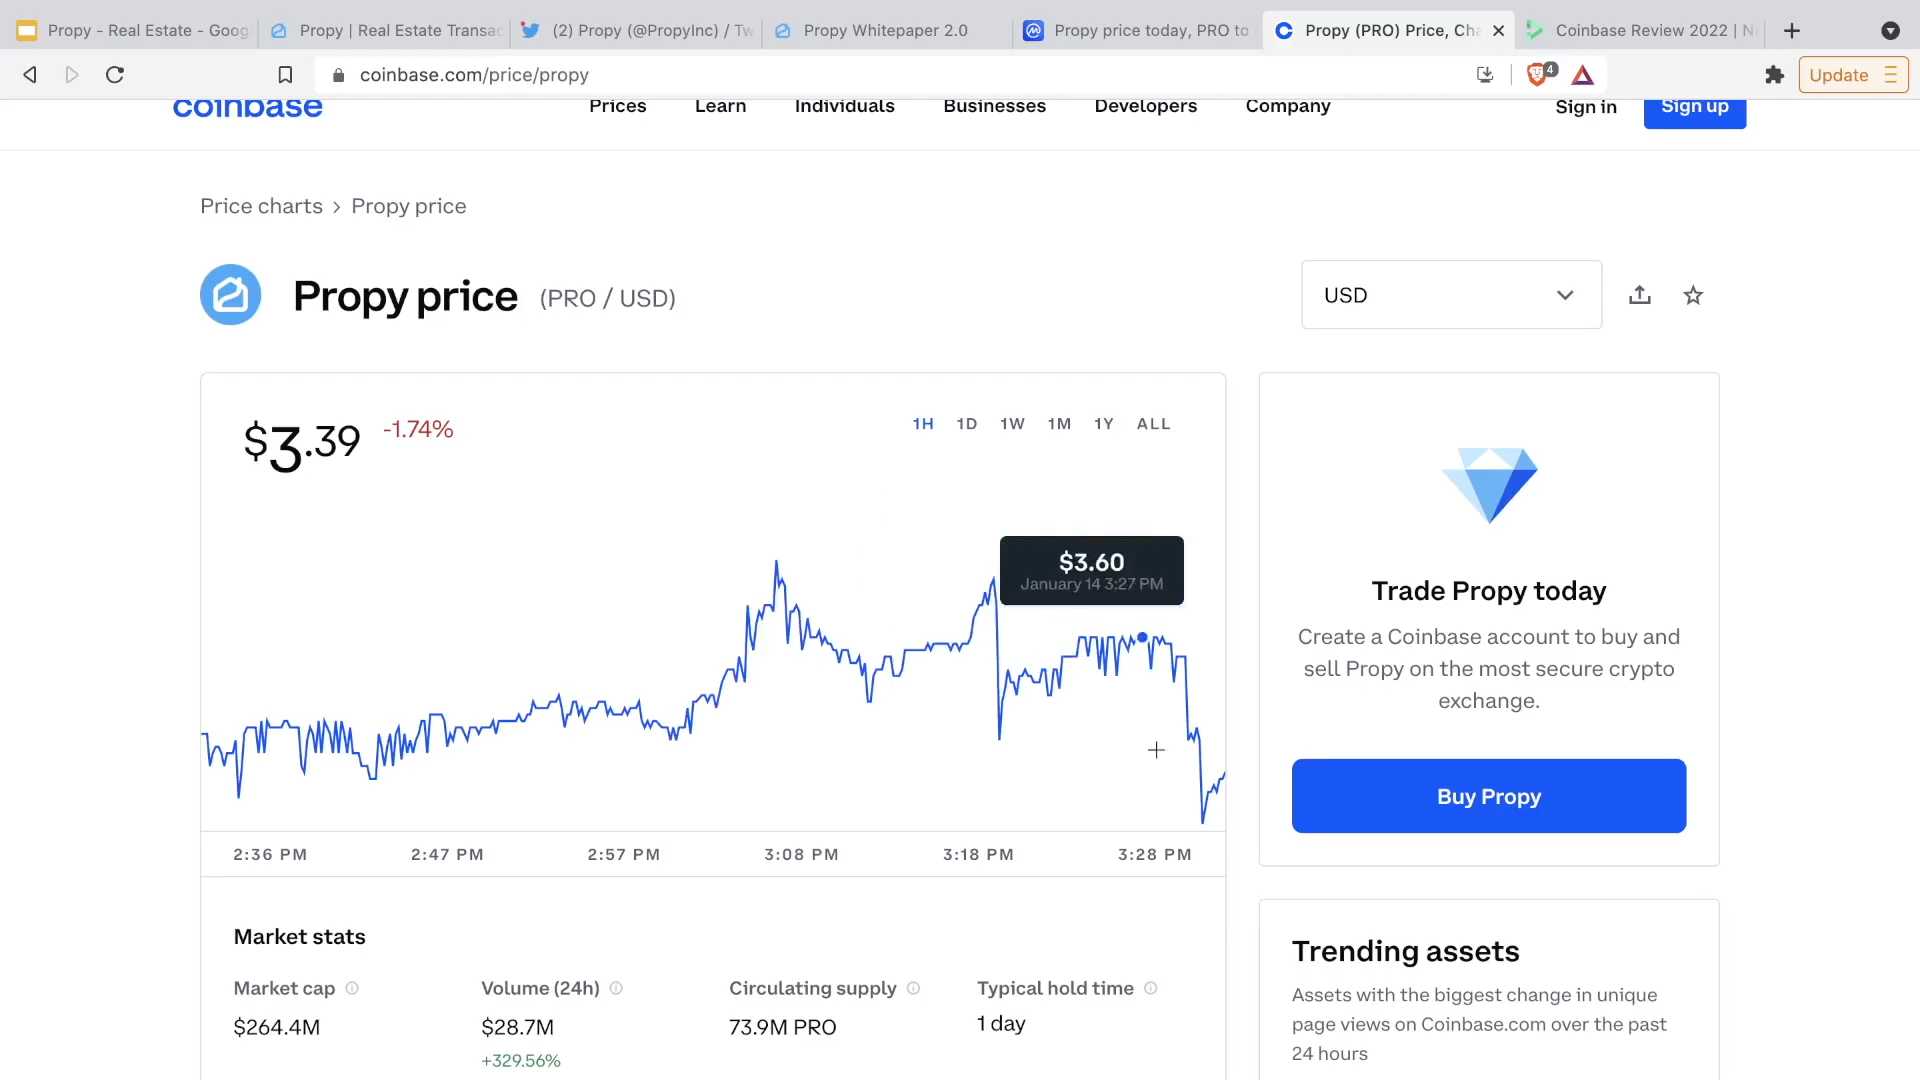 Propy - Real Estate - Goog
Propy | Real Estate Transac
(2) Propy (@PropyInc) / Tw
Propy Whitepaper 2.0
Propy price today, PRO to
Propy (PRO) Price, Cha
Coinbase Review 2022 | N
coinbase.com/price/propy
4
Update
coinbase
Prices
Learn
Individuals
Businesses
Developers
Company
Sign in
Sign up
Price charts > Propy price
Propy price (PRO / USD)
USD
$3.39 -1.74%
1H 1D 1W 1M 1Y ALL
$3.60
January 14 3:27 PM
2:36 PM 2:47 PM 2:57 PM 3:08 PM 3:18 PM 3:28 PM
Trade Propy today
Create a Coinbase account to buy and
sell Propy on the most secure crypto
exchange.
Buy Propy
Market stats
Market cap
$264.4M
Volume (24h)
$28.7M
+329.56%
Circulating supply
73.9M PRO
Typical hold time
1 day
Trending assets
Assets with the biggest change in unique
page views on Coinbase.com over the past
24 hours